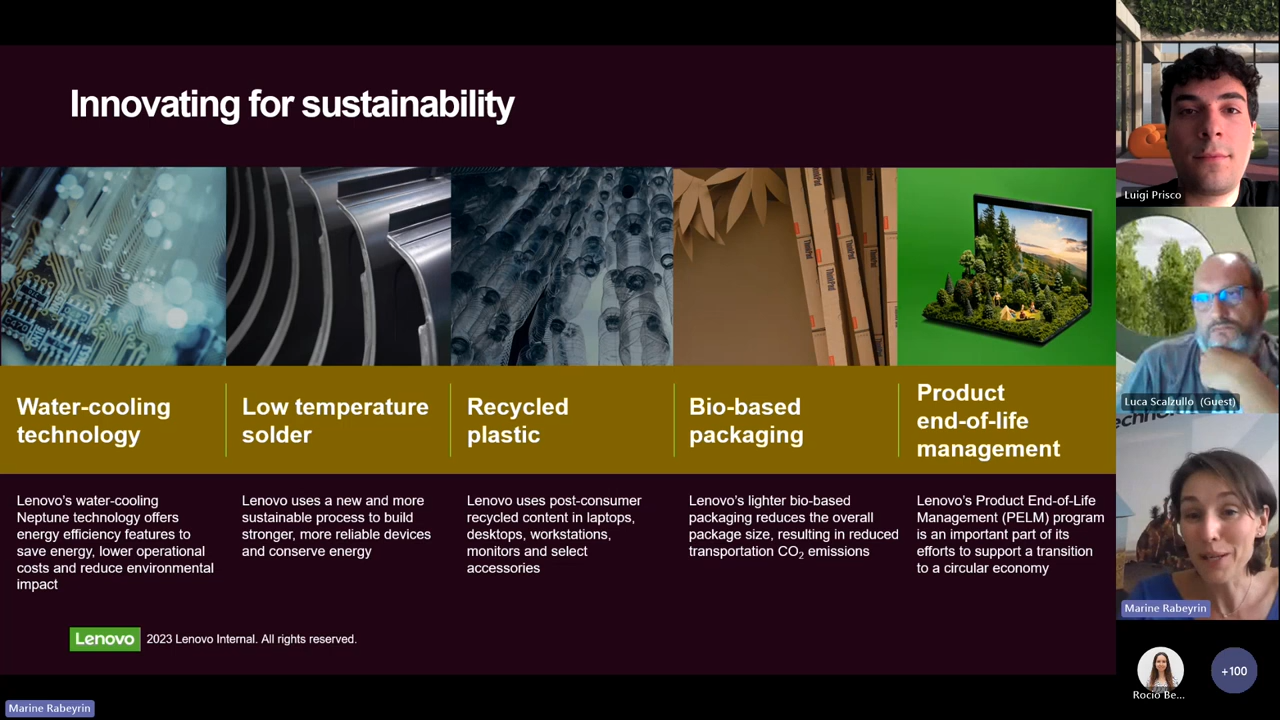 Innovating for sustainability
ThinkPad
ThinkPad
ThinkPad
Water-cooling
technology
Low temperature
solder
Recycled
plastic
Bio-based
packaging
Product
end-of-life
management
Lenovo's water-cooling
Neptune technology offers
energy efficiency features to
save energy, lower operational
costs and reduce environmental
impact
Lenovo uses a new and more
sustainable process to build
stronger, more reliable devices
and conserve energy
Lenovo uses post-consumer
recycled content in laptops,
desktops, workstations,
monitors and select
accessories
Lenovo's lighter bio-based
packaging reduces the overall
package size, resulting in reduced
transportation CO₂ emissions
Lenovo's Product End-of-Life
Management (PELM) program
is an important part of its
efforts to support a transition
to a circular economy
Lenovo 2023 Lenovo Internal. All rights reserved.
Marine Rabeyrin
Luigi Prisco
Luca Scalzullo (Guest)
Marine Rabeyrin
Rocío Be...
+100